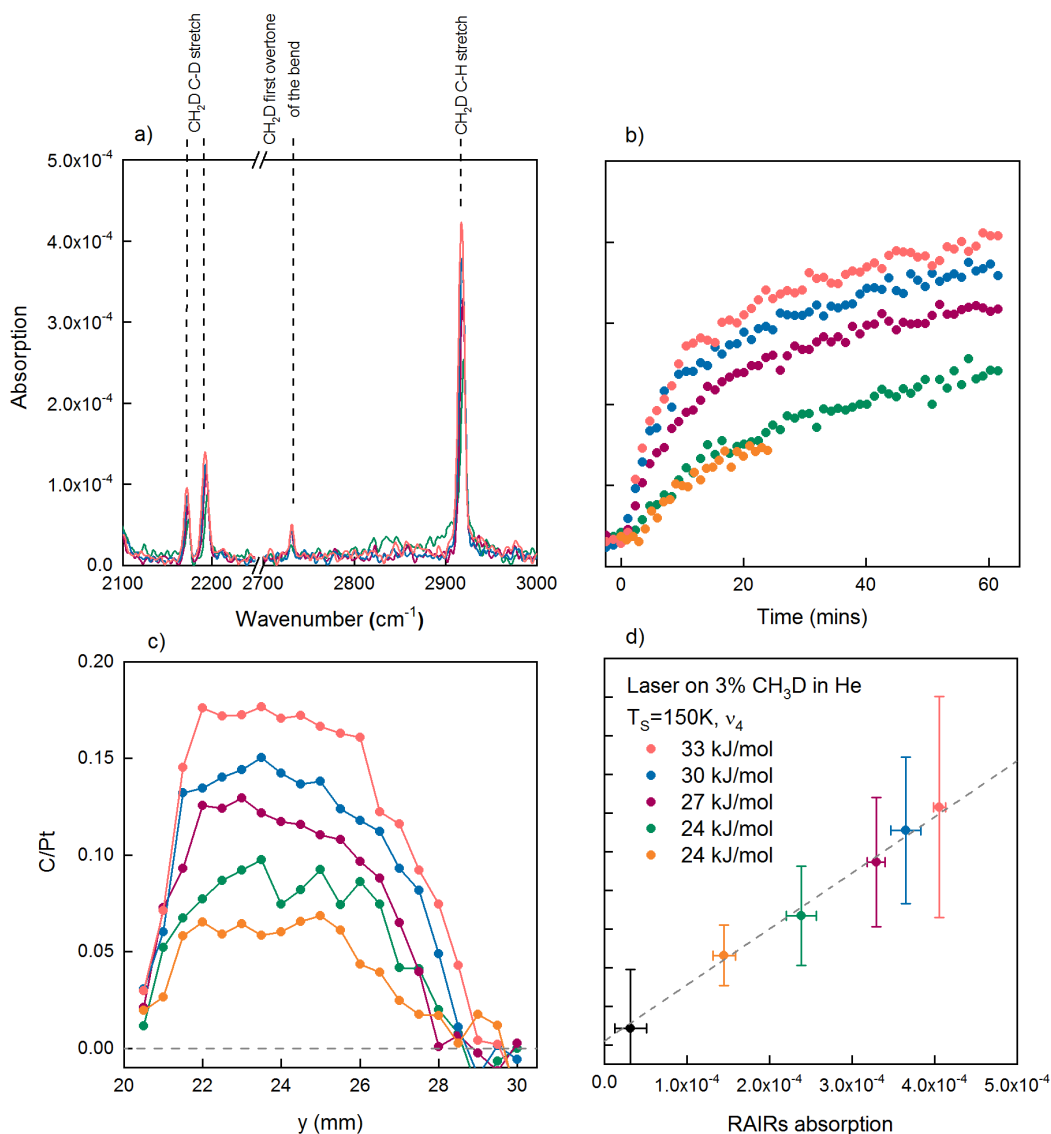 CH₂D C-D stretch
CH₂D first overtone
of the bend
CH₂D C-H stretch
a)
5.0x10⁻⁴
4.0x10⁻⁴
3.0x10⁻⁴
2.0x10⁻⁴
1.0x10⁻⁴
0.0
Absorption
2100
2200
2700
2800
2900
3000
Wavenumber (cm⁻¹)
b)
0
20
40
60
Time (mins)
c)
0.20
0.15
0.10
0.05
0.00
C/Pt
20
22
24
26
28
30
y (mm)
d)
Laser on 3% CH₃D in He
T_S=150K, ν₄
33 kJ/mol
30 kJ/mol
27 kJ/mol
24 kJ/mol
24 kJ/mol
0.0
1.0x10⁻⁴
2.0x10⁻⁴
3.0x10⁻⁴
4.0x10⁻⁴
5.0x10⁻⁴
RAIRs absorption